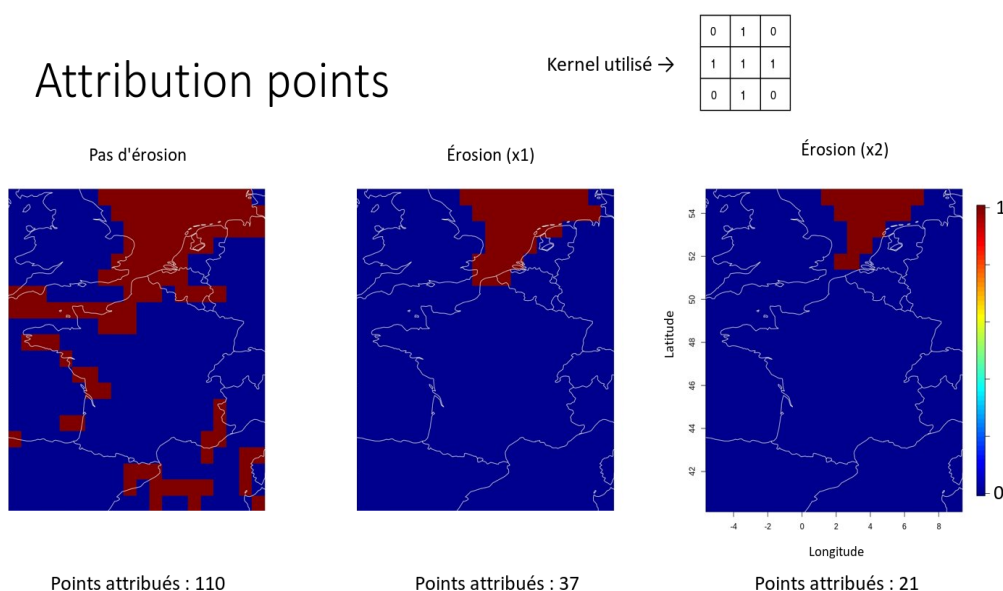 Attribution points
Kernel utilisé →
0 1 0
1 1 1
0 1 0
Pas d'érosion
Érosion (x1)
Érosion (x2)
54
52
50
48
46
44
42
Latitude
-4 -2 0 2 4 6 8
Longitude
1
0
Points attribués : 110
Points attribués : 37
Points attribués : 21